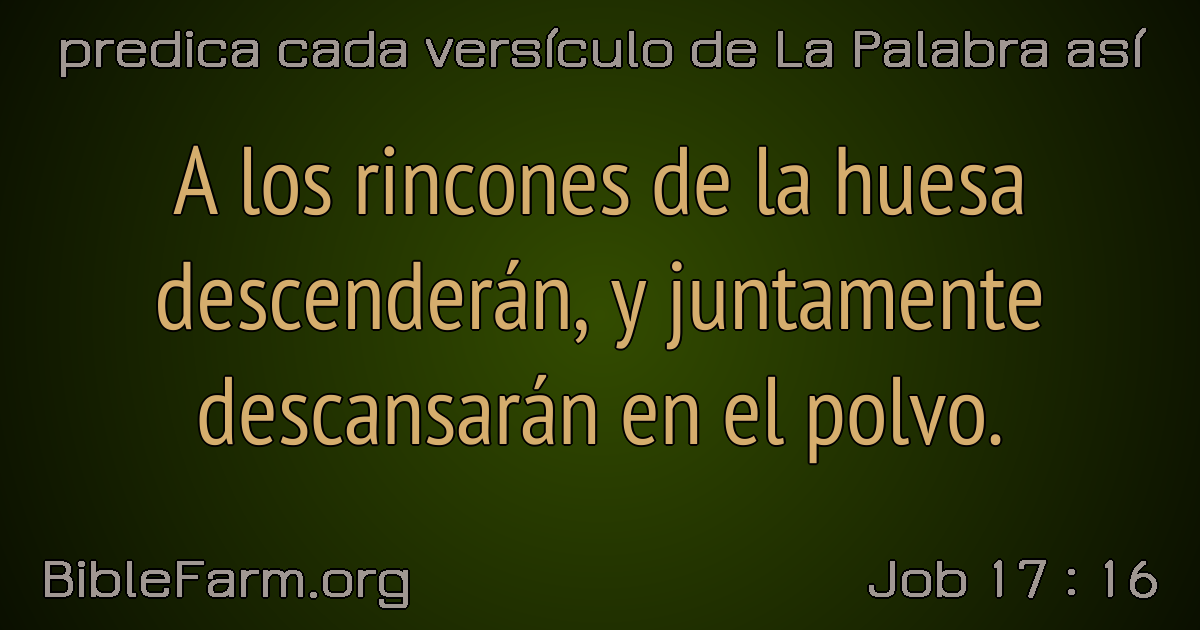 predica cada versículo de La Palabra así
A los rincones de la huesa
descenderán, y juntamente
descansarán en el polvo.
BibleFarm.org
Job 17 : 16